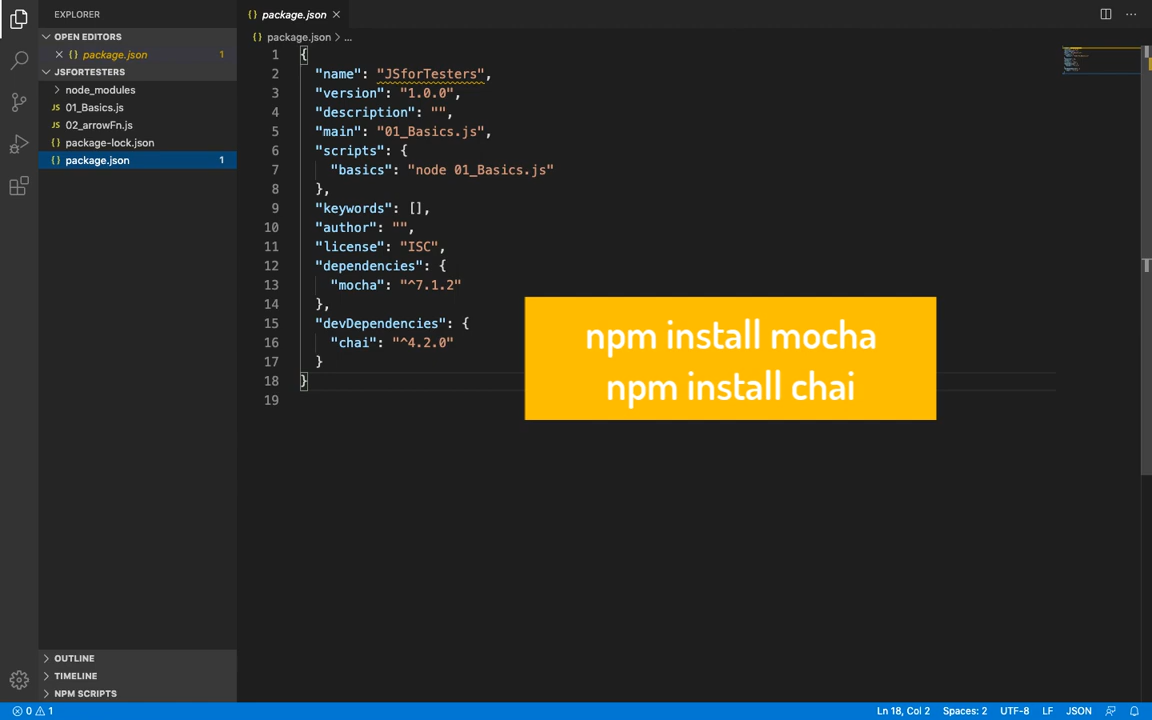 EXPLORER
OPEN EDITORS
package.json 1
JSFORTESTERS
node_modules
JS 01_Basics.js
JS 02_arrowFn.js
{} package-lock.json
{} package.json 1
OUTLINE
TIMELINE
NPM SCRIPTS
{} package.json
{} package.json > ...
1 {
2 "name": "JSforTesters",
3 "version": "1.0.0",
4 "description": "",
5 "main": "01_Basics.js",
6 "scripts": {
7 "basics": "node 01_Basics.js"
8 },
9 "keywords": [],
10 "author": "",
11 "license": "ISC",
12 "dependencies": {
13 "mocha": "^7.1.2"
14 },
15 "devDependencies": {
16 "chai": "^4.2.0"
17 }
18 }
19
npm install mocha
npm install chai
0 1
Ln 18, Col 2 Spaces: 2 UTF-8 LF JSON